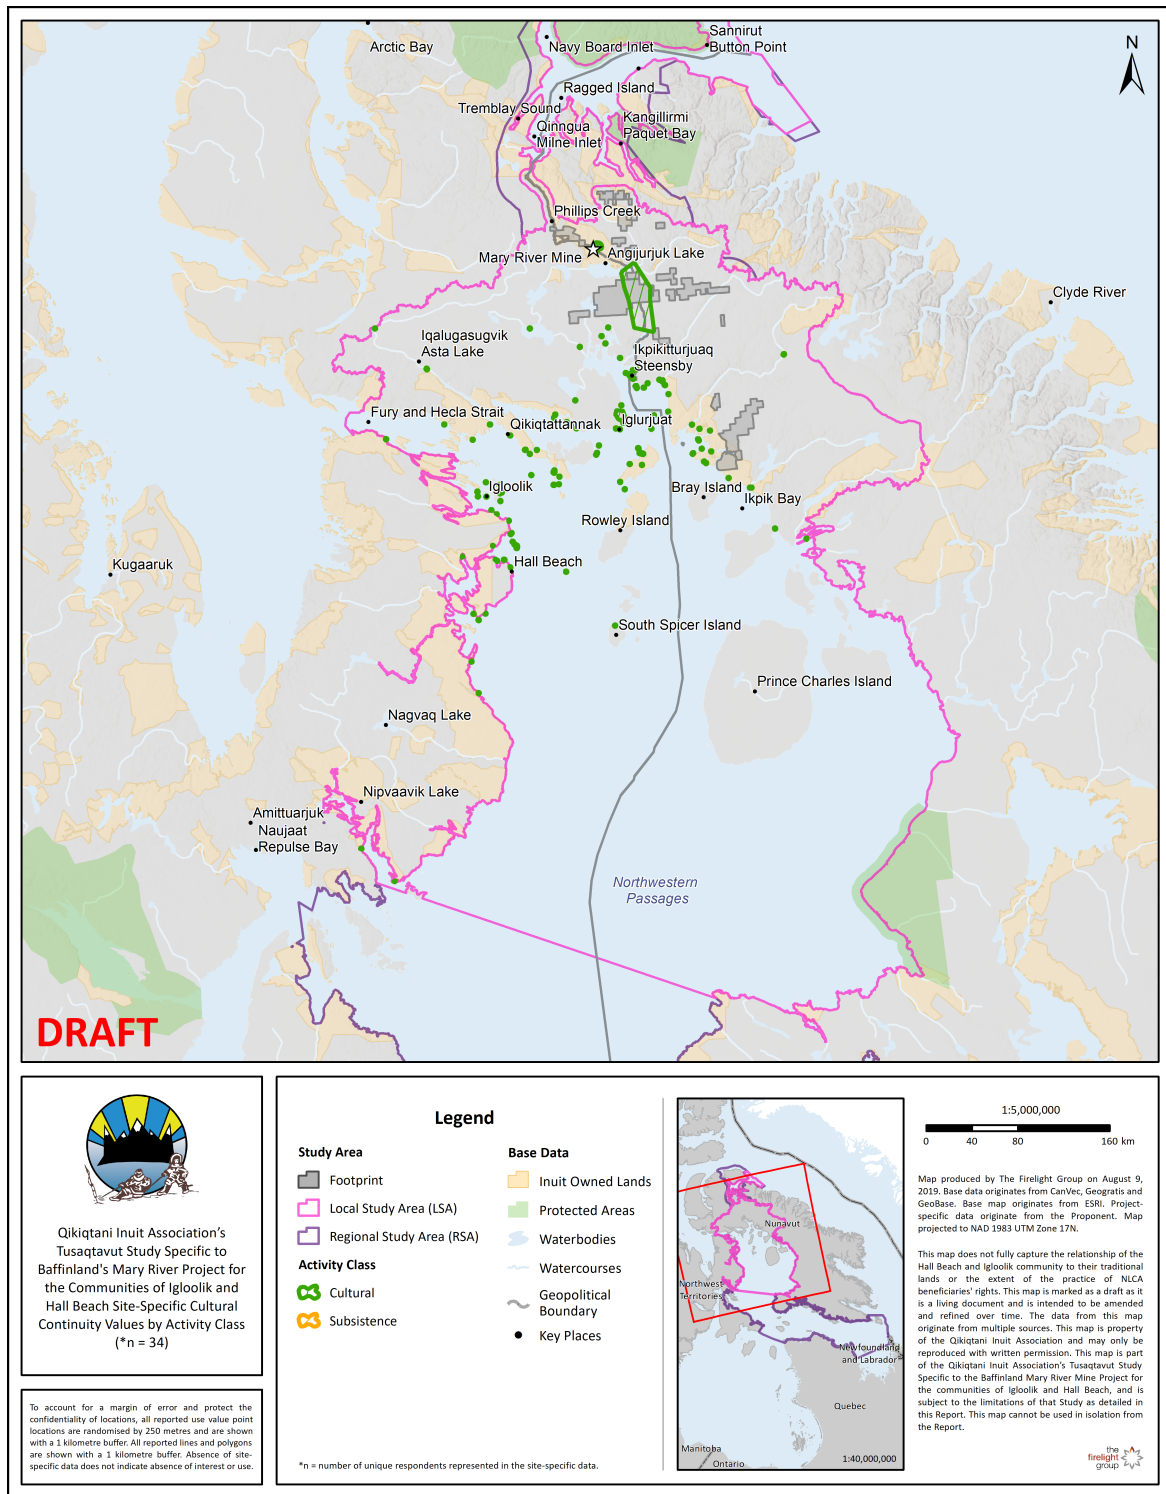 Sannirut
Button Point
Navy Board Inlet
Arctic Bay
N
Ragged Island
Tremblay Sound
Kangillirmi
Paquet Bay
Qinngua
Milne Inlet
Phillips Creek
Mary River Mine
Angijurjuk Lake
Clyde River
Iqalugasugvik
Asta Lake
Ikpikitturjuaq
Steensby
Fury and Hecla Strait
Qikiqtattannak
Iglurjuat
Igloolik
Bray Island
Ikpik Bay
Rowley Island
Hall Beach
Kugaaruk
South Spicer Island
Prince Charles Island
Nagvaq Lake
Nipvaavik Lake
Amittuarjuk
Naujaat
Repulse Bay
Northwestern
Passages
DRAFT
Qikiqtani Inuit Association's
Tusaqtavut Study Specific to
Baffinland's Mary River Project for
the Communities of Igloolik and
Hall Beach Site-Specific Cultural
Continuity Values by Activity Class
(*n = 34)
To account for a margin of error and protect the
confidentiality of locations, all reported use value point
locations are randomised by 250 metres and are shown
with a 1 kilometre buffer. All reported lines and polygons
are shown with a 1 kilometre buffer. Absence of site-
specific data does not indicate absence of interest or use.
Legend
Study Area
Footprint
Local Study Area (LSA)
Regional Study Area (RSA)
Activity Class
Cultural
Subsistence
Base Data
Inuit Owned Lands
Protected Areas
Waterbodies
Watercourses
Geopolitical
Boundary
Key Places
*n = number of unique respondents represented in the site-specific data.
Nunavut
Northwest
Territories
Newfoundland
and Labrador
Quebec
Manitoba
Ontario
1:40,000,000
1:5,000,000
0 40 80 160 km
Map produced by The Firelight Group on August 9,
2019. Base data originates from CanVec, Geogratis and
GeoBase. Base map originates from ESRI. Project-
specific data originate from the Proponent. Map
projected to NAD 1983 UTM Zone 17N.
This map does not fully capture the relationship of the
Hall Beach and Igloolik community to their traditional
lands or the extent of the practice of NLCA
beneficiaries' rights. This map is marked as a draft as it
is a living document and is intended to be amended
and refined over time. The data from this map
originate from multiple sources. This map is property
of the Qikiqtani Inuit Association and may only be
reproduced with written permission. This map is part
of the Qikiqtani Inuit Association's Tusaqtavut Study
Specific to the Baffinland Mary River Mine Project for
the communities of Igloolik and Hall Beach, and is
subject to the limitations of that Study as detailed in
this Report. This map cannot be used in isolation from
the Report.
the
firelight
group